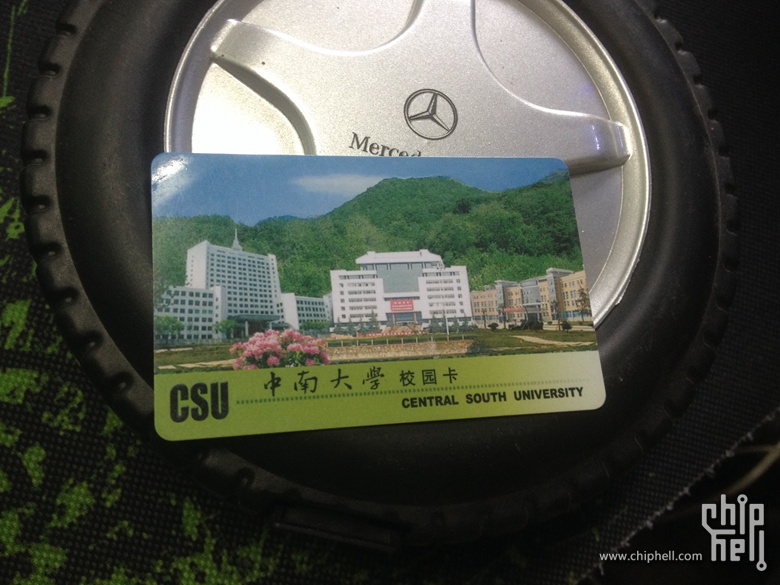 Merced
CSU 中南大學 校园卡
CENTRAL SOUTH UNIVERSITY
www.chiphell.com
chip
hell